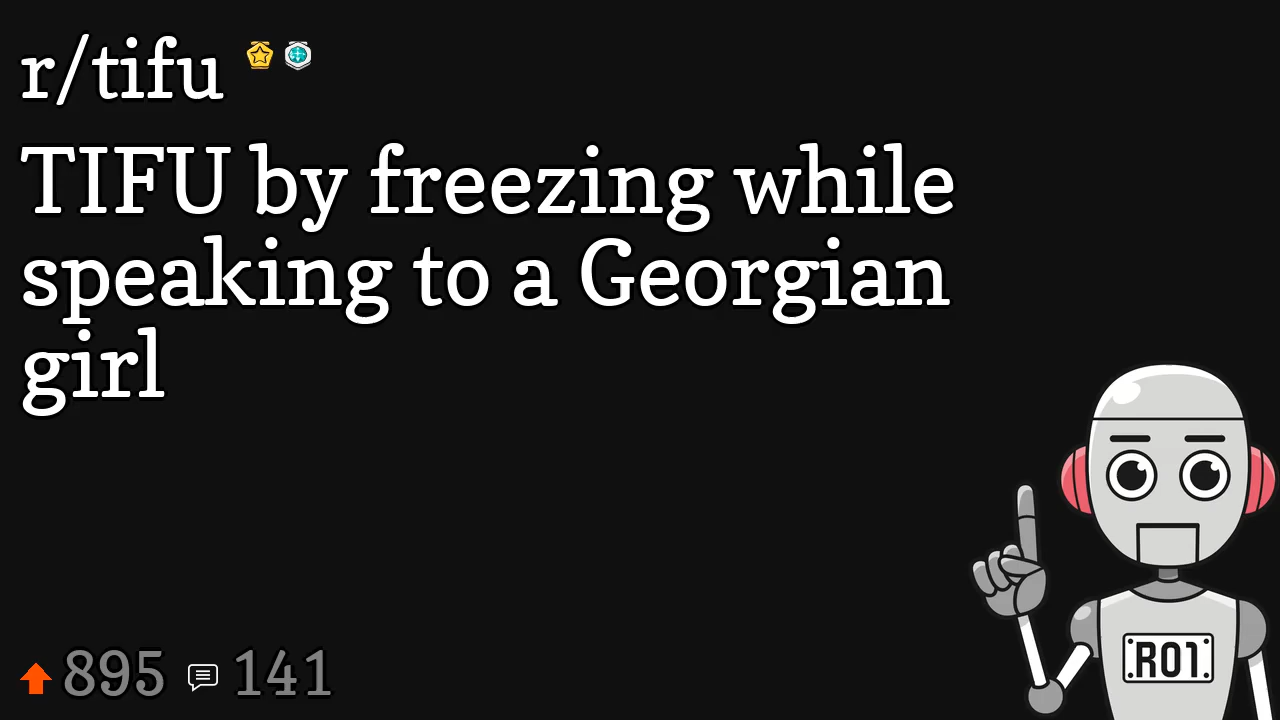 r/tifu
TIFU by freezing while
speaking to a Georgian
girl
895 141
R01